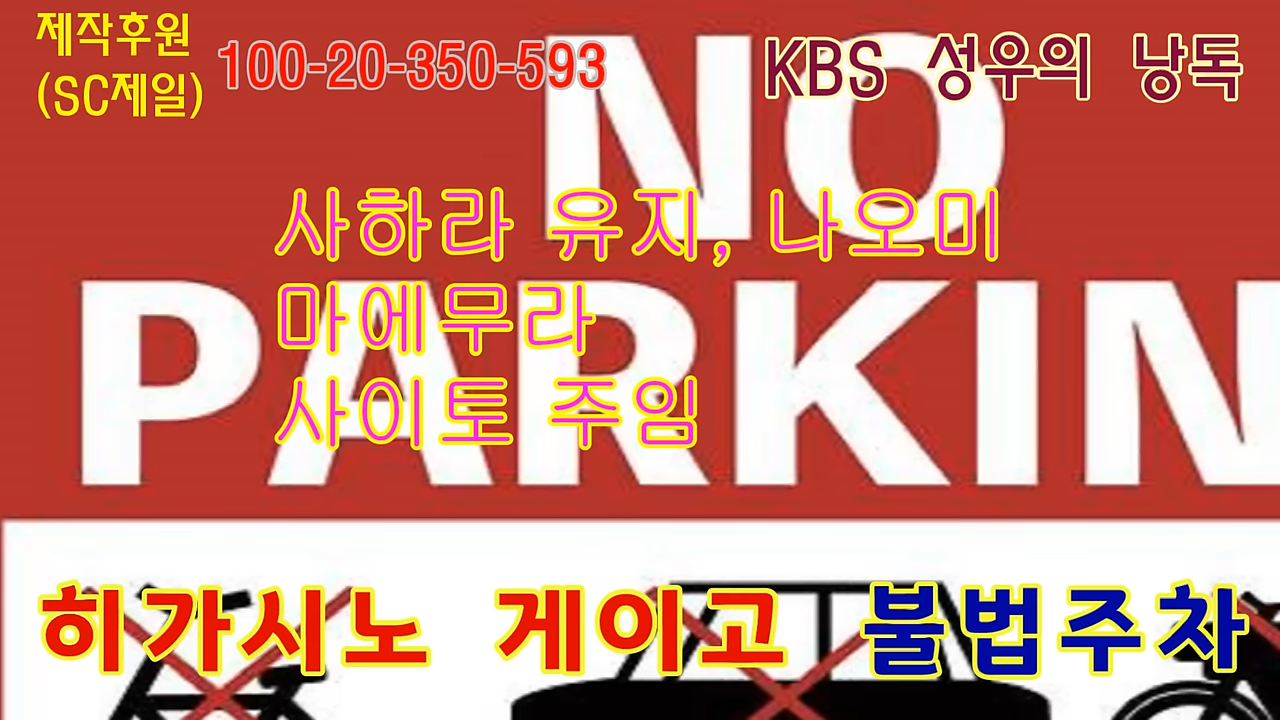 제작후원
(SC제일)
100-20-350-593
KBS 성우의 낭독
NO
사하라 유지, 나오미
PARKIN
마에무라
사이토 주임
히가시노 게이고 불법주차